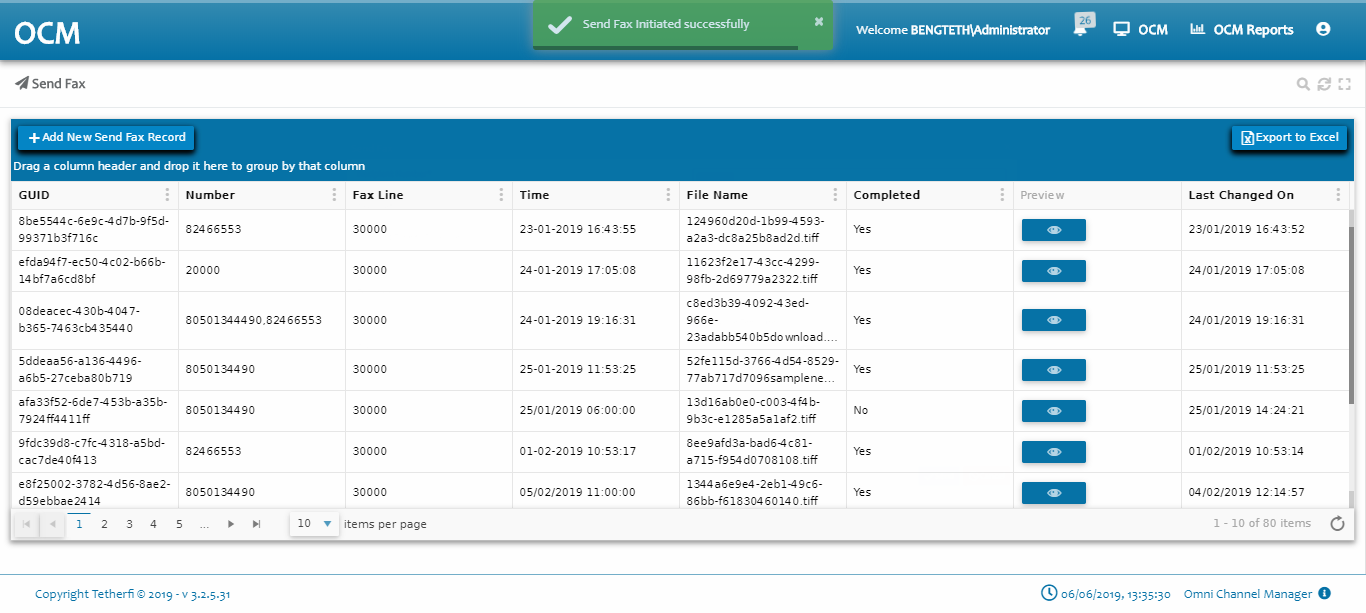 OCM
Send Fax Initiated successfully
Welcome BENGTETH\Administrator
26
OCM
OCM Reports
Send Fax
Add New Send Fax Record
Export to Excel
Drag a column header and drop it here to group by that column
GUID Number Fax Line Time File Name Completed Preview Last Changed On
8be5544c-6e9c-4d7b-9f5d-
99371b3f716c
82466553
30000
23-01-2019 16:43:55
124960d20d-1b99-4593-
a2a3-dc8a25b8ad2d.tiff
Yes
23/01/2019 16:43:52
efda94f7-ec50-4c02-b66b-
14bf7a6cd8bf
20000
30000
24-01-2019 17:05:08
11623f2e17-43cc-4299-
98fb-2d69779a2322.tiff
Yes
24/01/2019 17:05:08
08deacec-430b-4047-
b365-7463cb435440
80501344490,82466553
30000
24-01-2019 19:16:31
c8ed3b39-4092-43ed-
966e-
23adabb540b5download....
Yes
24/01/2019 19:16:31
5ddeaa56-a136-4496-
a6b5-27ceba80b719
8050134490
30000
25-01-2019 11:53:25
52fe115d-3766-4d54-8529-
77ab717d7096samplene...
Yes
25/01/2019 11:53:25
afa33f52-6de7-453b-a35b-
7924ff4411ff
8050134490
30000
25/01/2019 06:00:00
13d16ab0e0-c003-4f4b-
9b3c-e1285a5a1af2.tiff
No
25/01/2019 14:24:21
9fdc39d8-c7fc-4318-a5bd-
cac7de40f413
82466553
30000
01-02-2019 10:53:17
8ee9afd3a-bad6-4c81-
a715-f954d0708108.tiff
Yes
01/02/2019 10:53:14
e8f25002-3782-4d56-8ae2-
d59ebbae2414
8050134490
30000
05/02/2019 11:00:00
1344a6e9e4-2eb1-49c6-
86bb-f61830460140.tiff
Yes
04/02/2019 12:14:57
1 2 3 4 5 ... 10 items per page
1 - 10 of 80 items
Copyright Tetherfi © 2019 - v 3.2.5.31
06/06/2019, 13:35:30
Omni Channel Manager